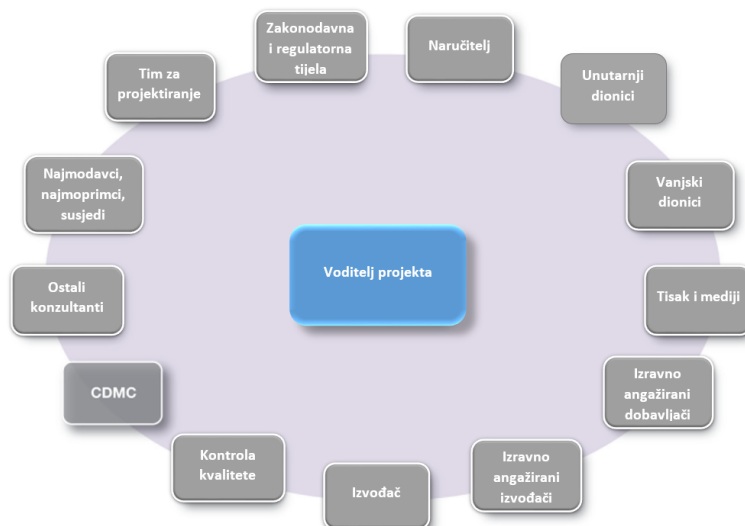 Zakonodavna
i regulatorna
tijela
Naručitelj
Unutarnji
dionici
Tim za
projektiranje
Najmodavci,
najmoprimci,
susjedi
Vanjski
dionici
Voditelj projekta
Ostali
konzultanti
Tisak i mediji
CDMC
Izravno
angažirani
dobavljači
Kontrola
kvalitete
Izvođač
Izravno
angažirani
izvođači